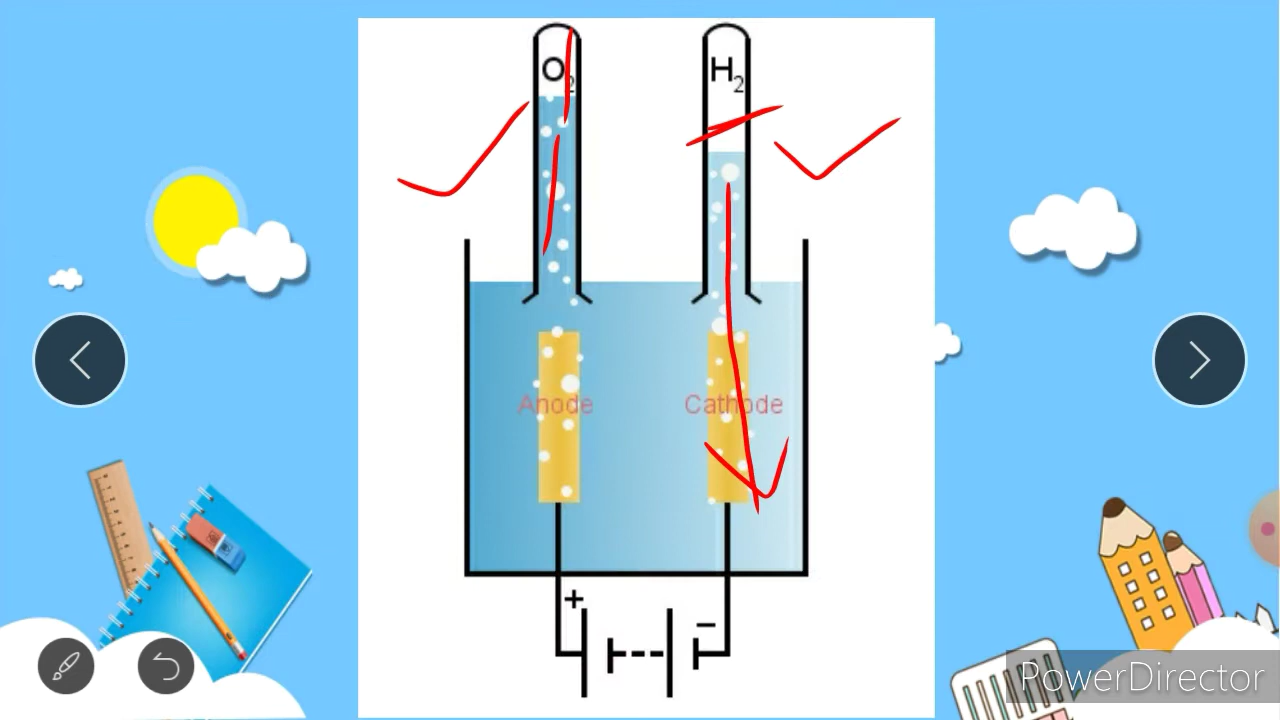 O2 H2
Anode Cathode
+ −
PowerDirector